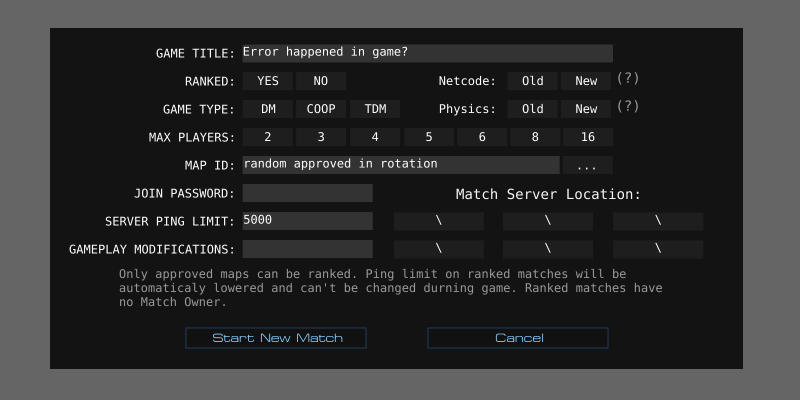 GAME TITLE: Error happened in game?
RANKED: YES NO Netcode: Old New (?)
GAME TYPE: DM COOP TDM Physics: Old New (?)
MAX PLAYERS: 2 3 4 5 6 8 16
MAP ID: random approved in rotation ...
JOIN PASSWORD: Match Server Location:
SERVER PING LIMIT: 5000 \ \ \
GAMEPLAY MODIFICATIONS: \ \ \
Only approved maps can be ranked. Ping limit on ranked matches will be
automaticaly lowered and can't be changed durning game. Ranked matches have
no Match Owner.
Start New Match Cancel